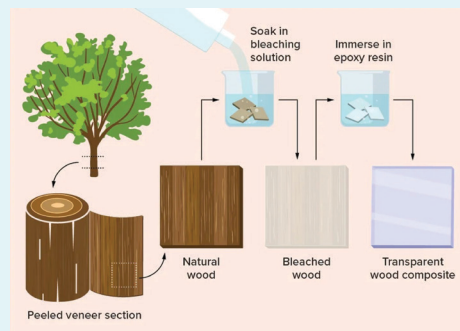 Soak in
bleaching
solution
Immerse in
epoxy resin
Natural
wood
Bleached
wood
Transparent
wood composite
Peeled veneer section